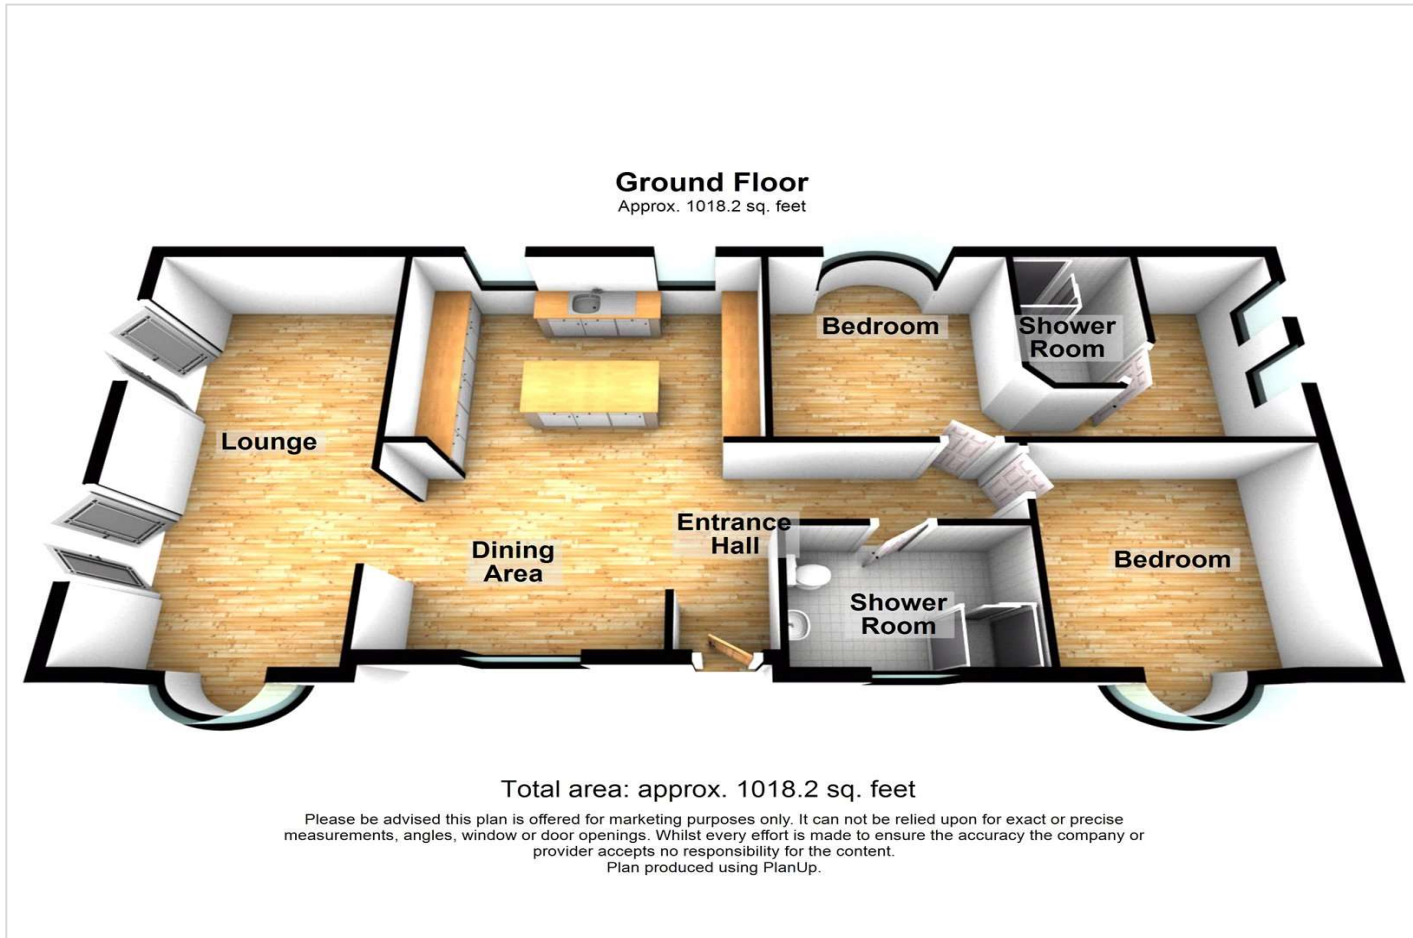 Ground Floor
Approx. 1018.2 sq. feet
Bedroom
Shower
Room
Lounge
Entrance
Hall
Dining
Area
Bedroom
Shower
Room
Total area: approx. 1018.2 sq. feet
Please be advised this plan is offered for marketing purposes only. It can not be relied upon for exact or precise
measurements, angles, window or door openings. Whilst every effort is made to ensure the accuracy the company or
provider accepts no responsibility for the content.
Plan produced using PlanUp.